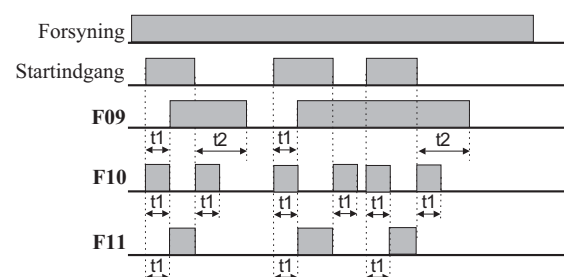 Forsyning
Startindgang
F09
t1 t2 t1 t2
F10
t1 t1 t1 t1 t1 t1
F11
t1 t1 t1